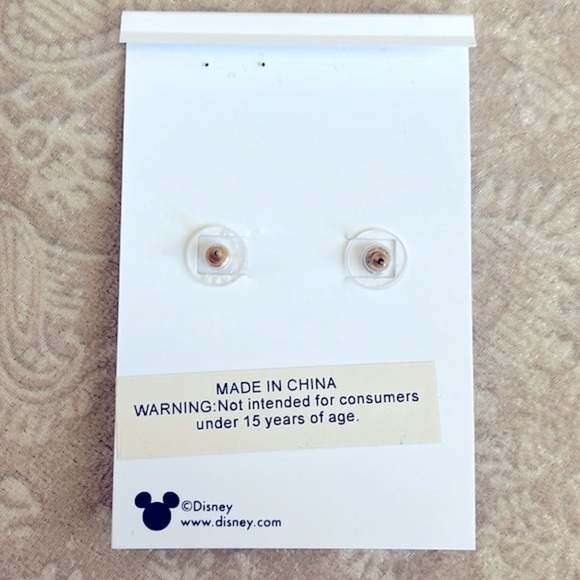 MADE IN CHINA
WARNING:Not intended for consumers
under 15 years of age.
©Disney
www.disney.com